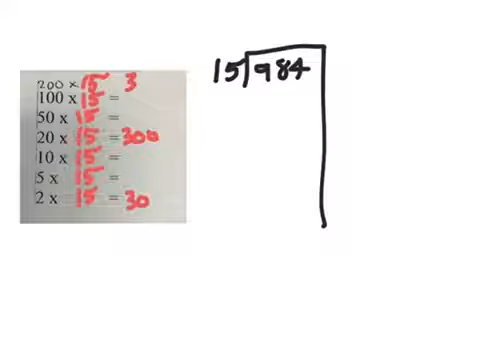 200 x 15 = 3
100 x 15 =
50 x 15 =
20 x 15 = 300
10 x 15 =
5 x 15 =
2 x 15 = 30
15 984